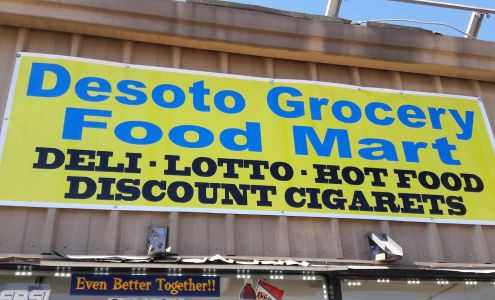 Desoto Grocery
Food Mart
DELI · LOTTO · HOT FOOD
DISCOUNT CIGARETS
Even Better Together!!